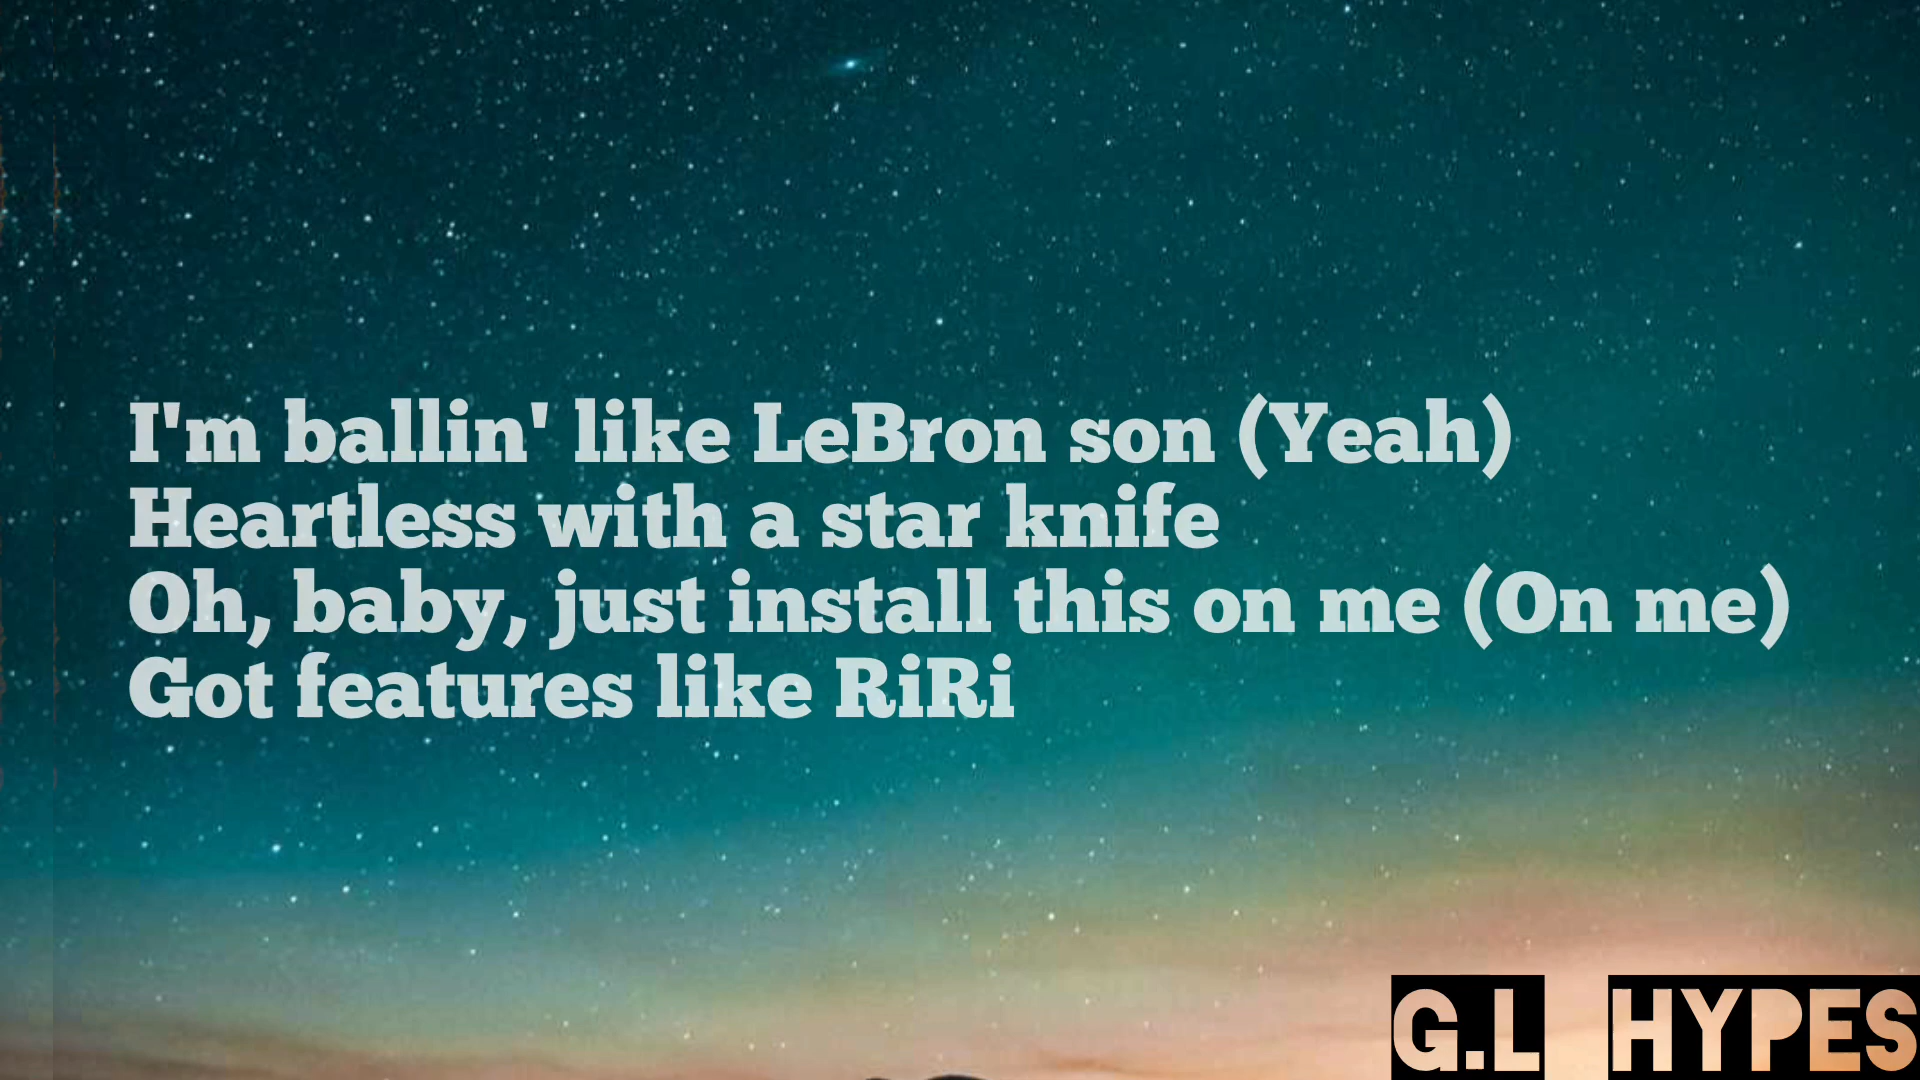 I'm ballin' like LeBron son (Yeah)
Heartless with a star knife
Oh, baby, just install this on me (On me)
Got features like RiRi
G.L HYPES